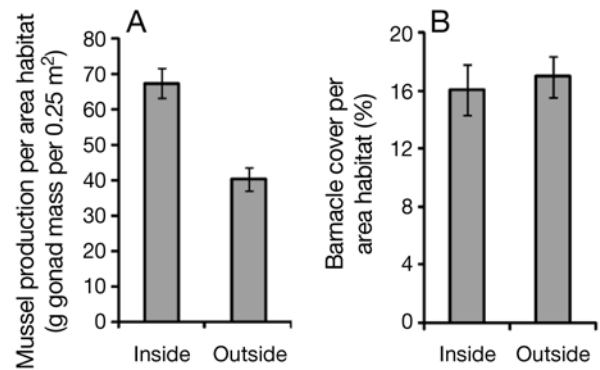 A
Mussel production per area habitat
(g gonad mass per 0.25 m²)
80
70
60
50
40
30
20
10
0
Inside Outside
B
Barnacle cover per
area habitat (%)
20
16
12
8
4
0
Inside Outside